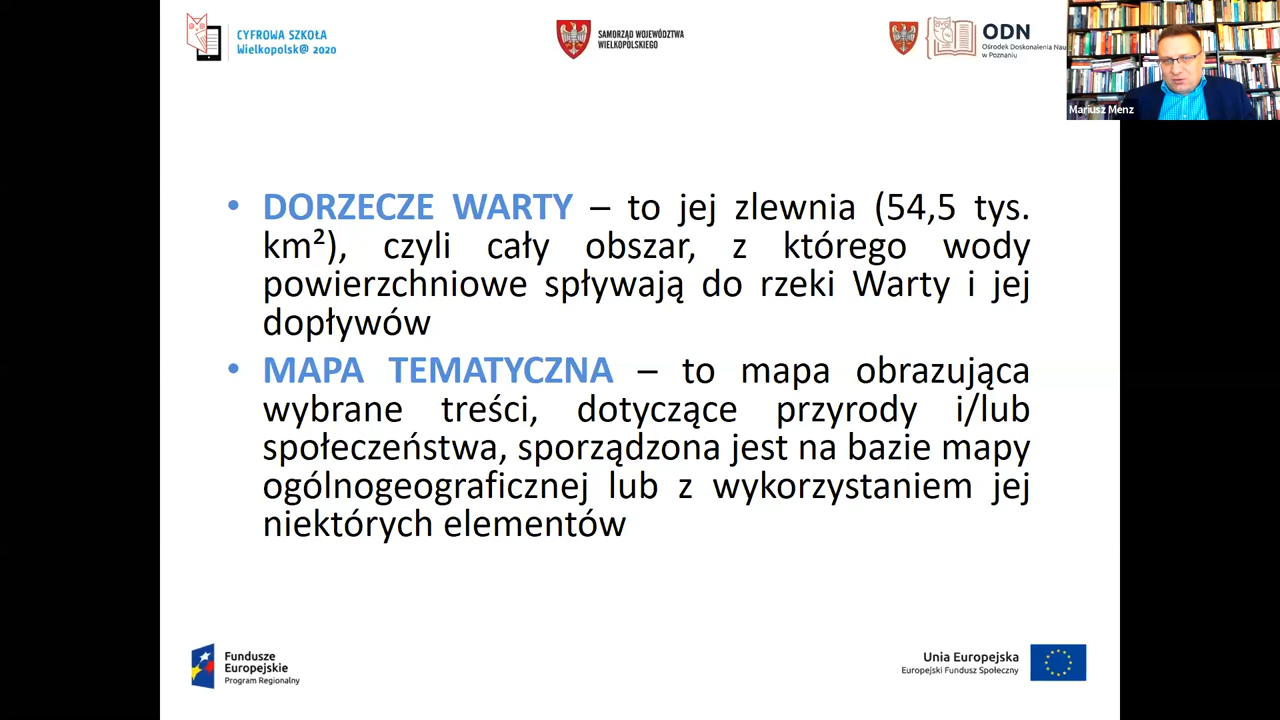 CYFROWA SZKOŁA
Wielkopolsk@ 2020
SAMORZĄD WOJEWÓDZTWA
WIELKOPOLSKIEGO
ODN
Ośrodek Doskonalenia Nau
w Poznaniu
Mariusz Menz
• DORZECZE WARTY – to jej zlewnia (54,5 tys.
km²), czyli cały obszar, z którego wody
powierzchniowe spływają do rzeki Warty i jej
dopływów
• MAPA TEMATYCZNA – to mapa obrazująca
wybrane treści, dotyczące przyrody i/lub
społeczeństwa, sporządzona jest na bazie mapy
ogólnogeograficznej lub z wykorzystaniem jej
niektórych elementów
Fundusze
Europejskie
Program Regionalny
Unia Europejska
Europejski Fundusz Społeczny